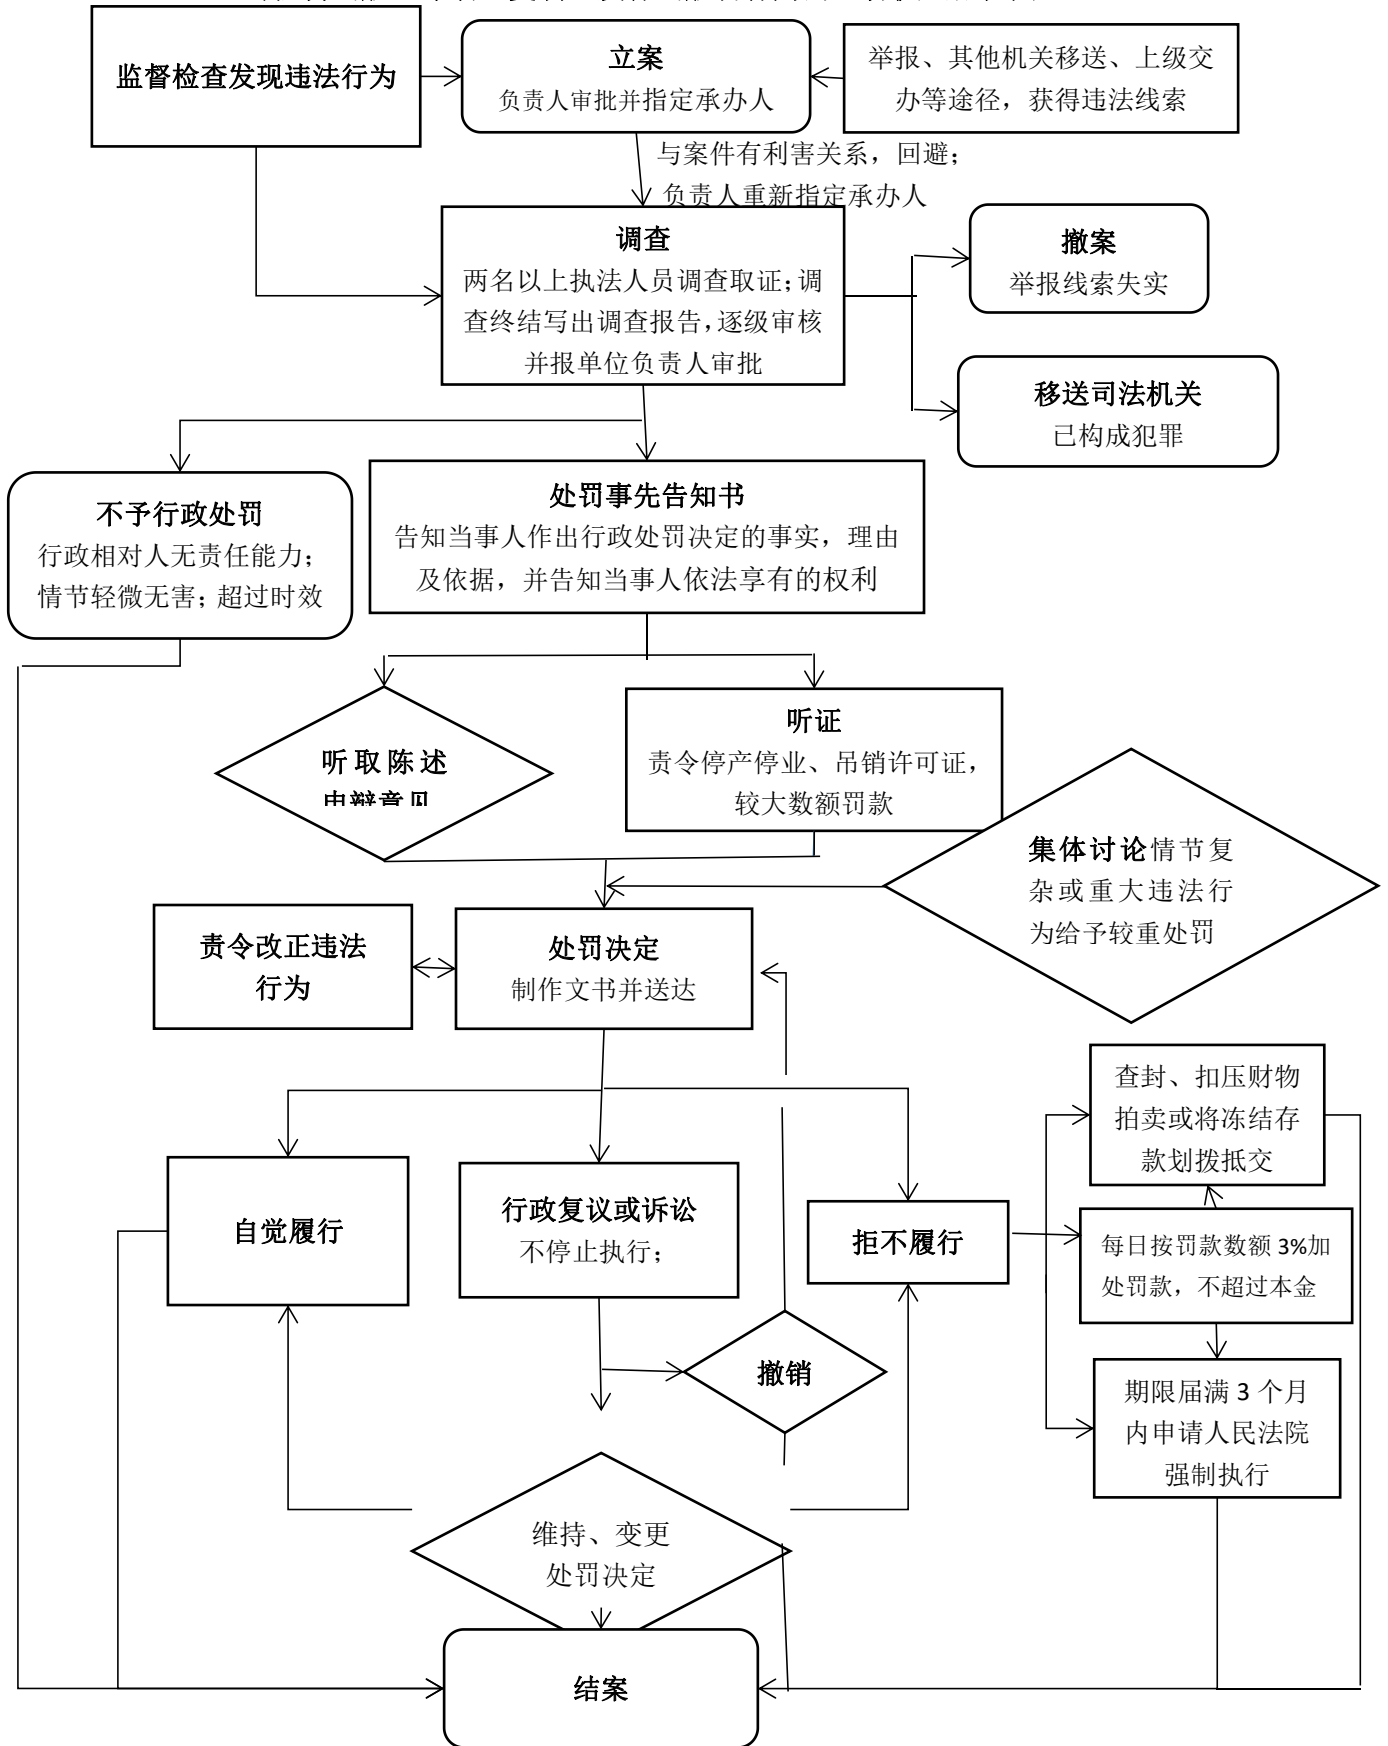 监督检查发现违法行为
立案
负责人审批并指定承办人
举报、其他机关移送、上级交
办等途径，获得违法线索
与案件有利害关系，回避；
负责人重新指定承办人
调查
两名以上执法人员调查取证；调
查终结写出调查报告，逐级审核
并报单位负责人审批
撤案
举报线索失实
移送司法机关
已构成犯罪
不予行政处罚
行政相对人无责任能力；
情节轻微无害；超过时效
处罚事先告知书
告知当事人作出行政处罚决定的事实，理由
及依据，并告知当事人依法享有的权利
听取陈述
申辩意见
听证
责令停产停业、吊销许可证，
较大数额罚款
集体讨论情节复
杂或重大违法行
为给予较重处罚
责令改正违法
行为
处罚决定
制作文书并送达
查封、扣压财物
拍卖或将冻结存
款划拨抵交
自觉履行
行政复议或诉讼
不停止执行；
拒不履行
每日按罚款数额 3%加
处罚款，不超过本金
撤销
期限届满 3 个月
内申请人民法院
强制执行
维持、变更
处罚决定
结案